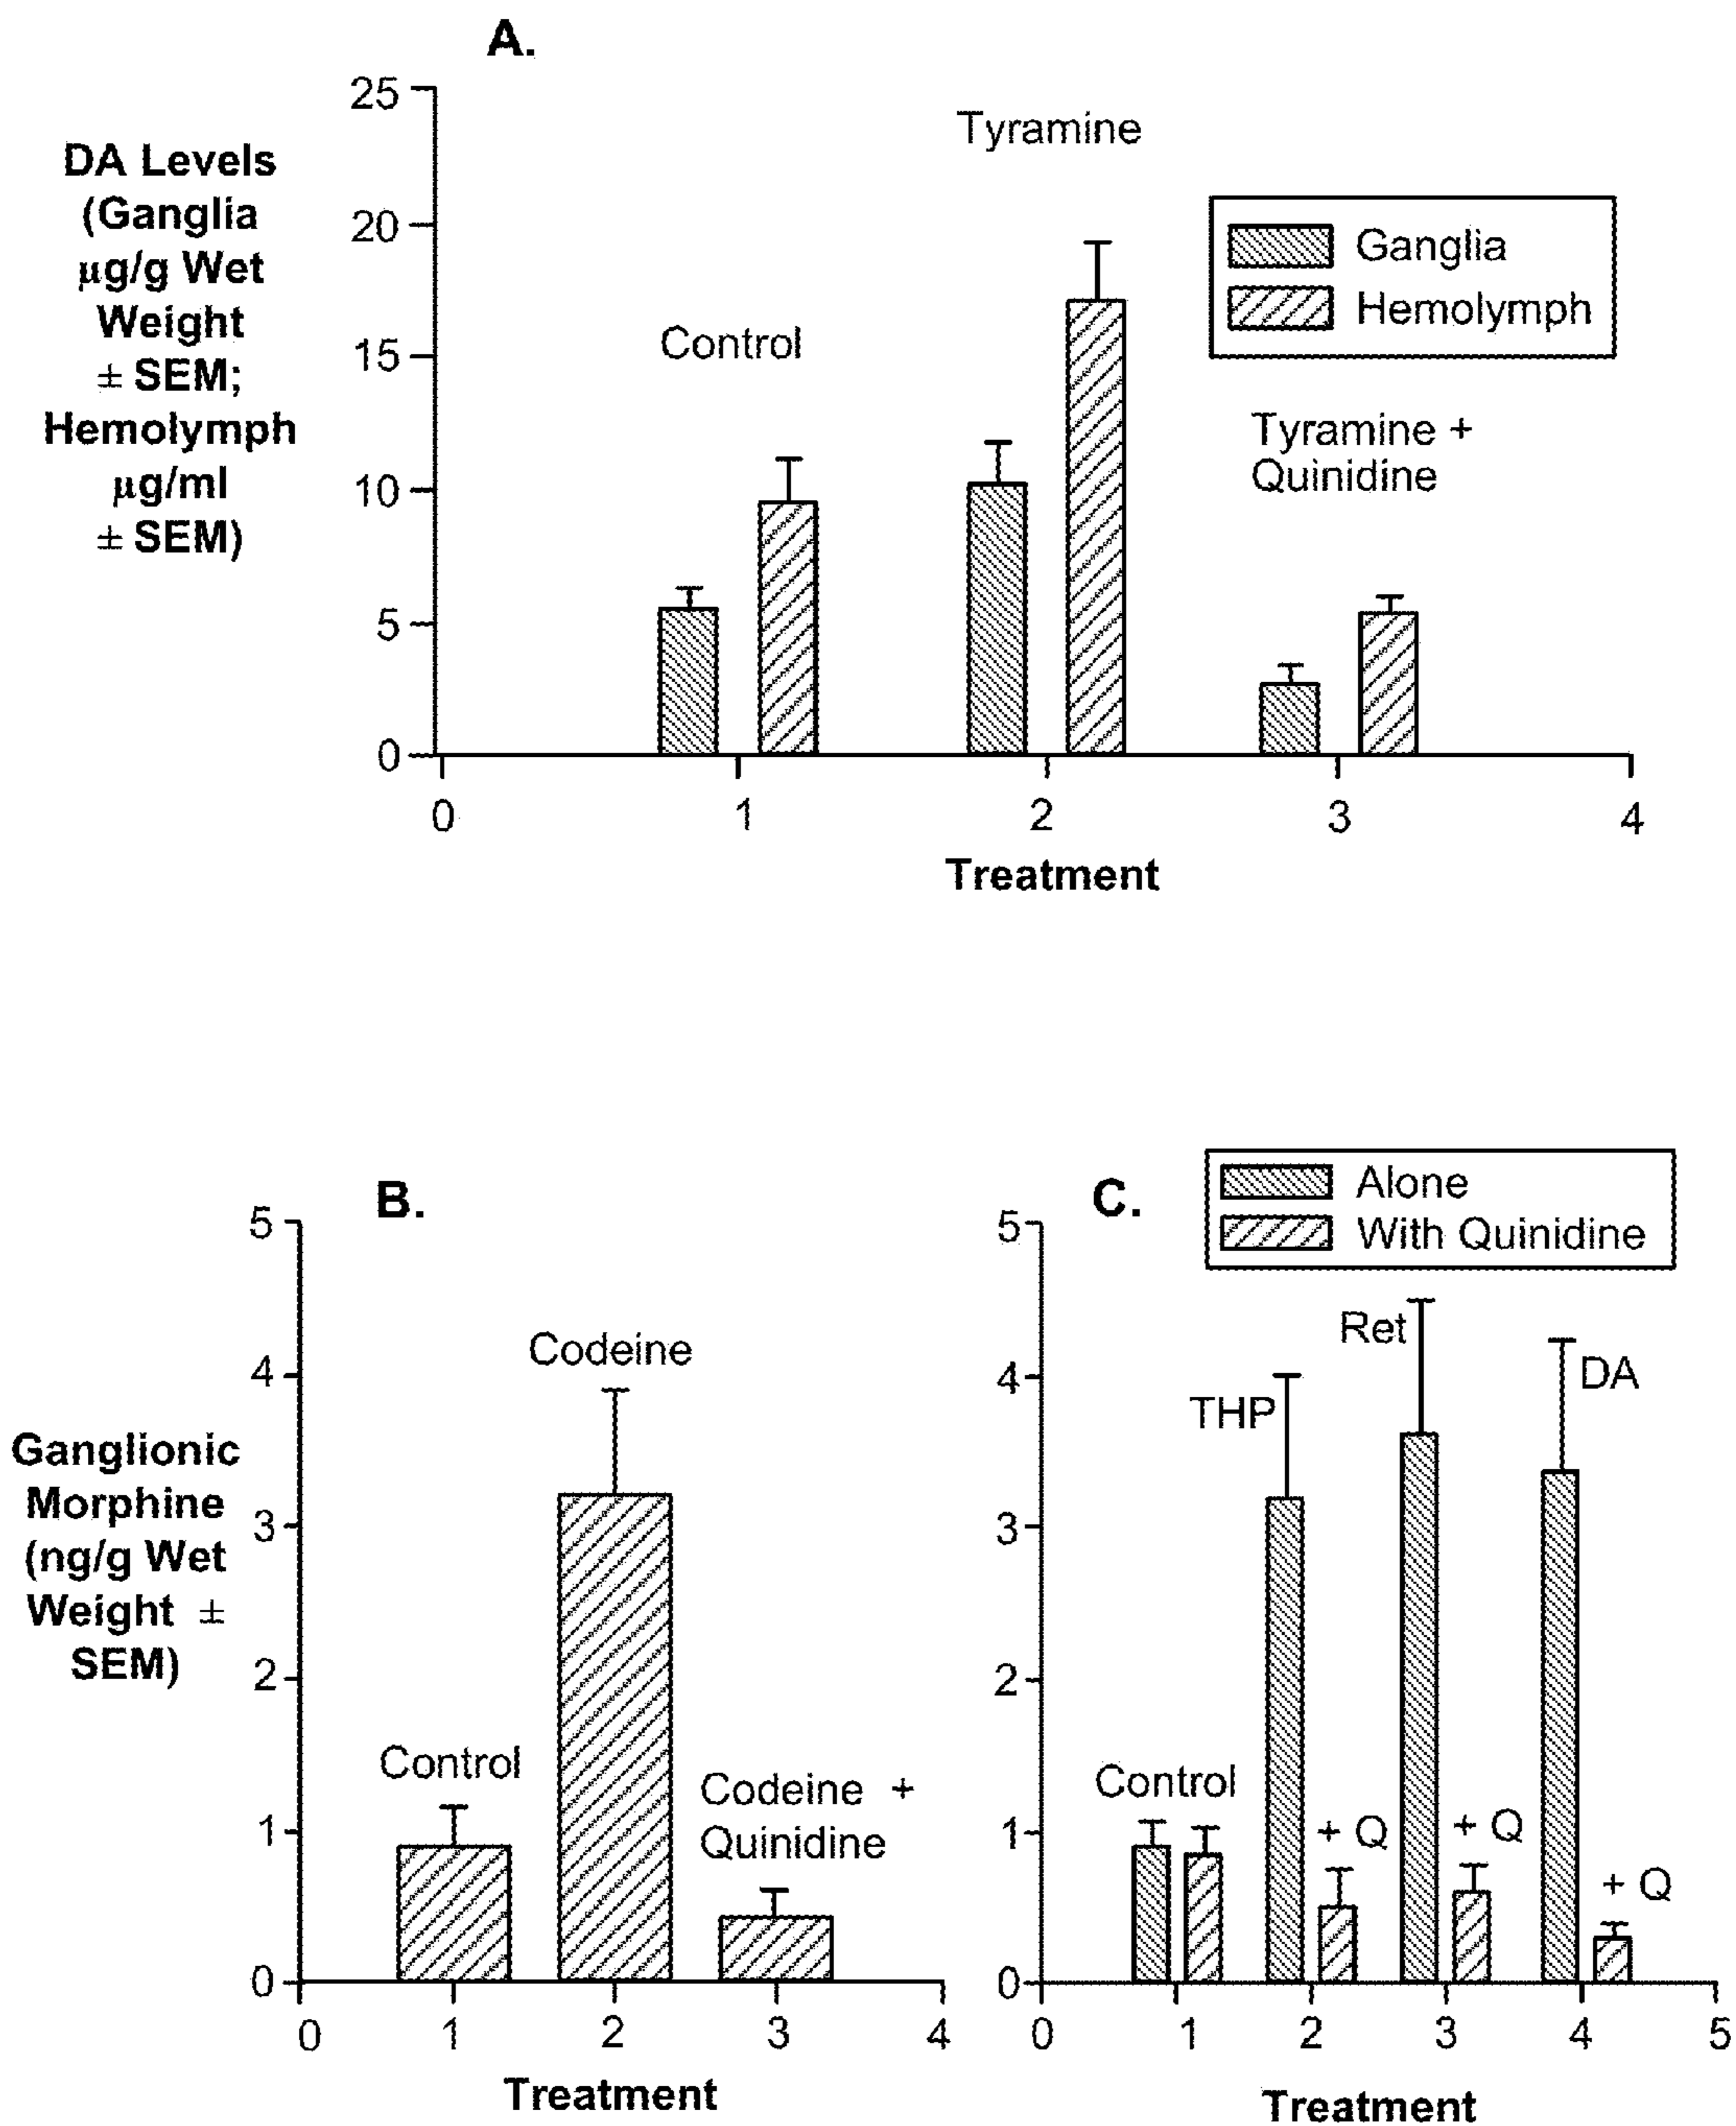 A.
DA Levels
(Ganglia
μg/g Wet
Weight
± SEM;
Hemolymph
μg/ml
± SEM)
25
20
15
10
5
0
Control
Tyramine
Tyramine +
Quinidine
Ganglia
Hemolymph
0 1 2 3 4
Treatment
B.
Ganglionic
Morphine
(ng/g Wet
Weight ±
SEM)
5
4
3
2
1
0
Control
Codeine
Codeine +
Quinidine
0 1 2 3 4
Treatment
C.
Alone
With Quinidine
5
4
3
2
1
0
Control
THP
+ Q
Ret
+ Q
DA
+ Q
0 1 2 3 4 5
Treatment